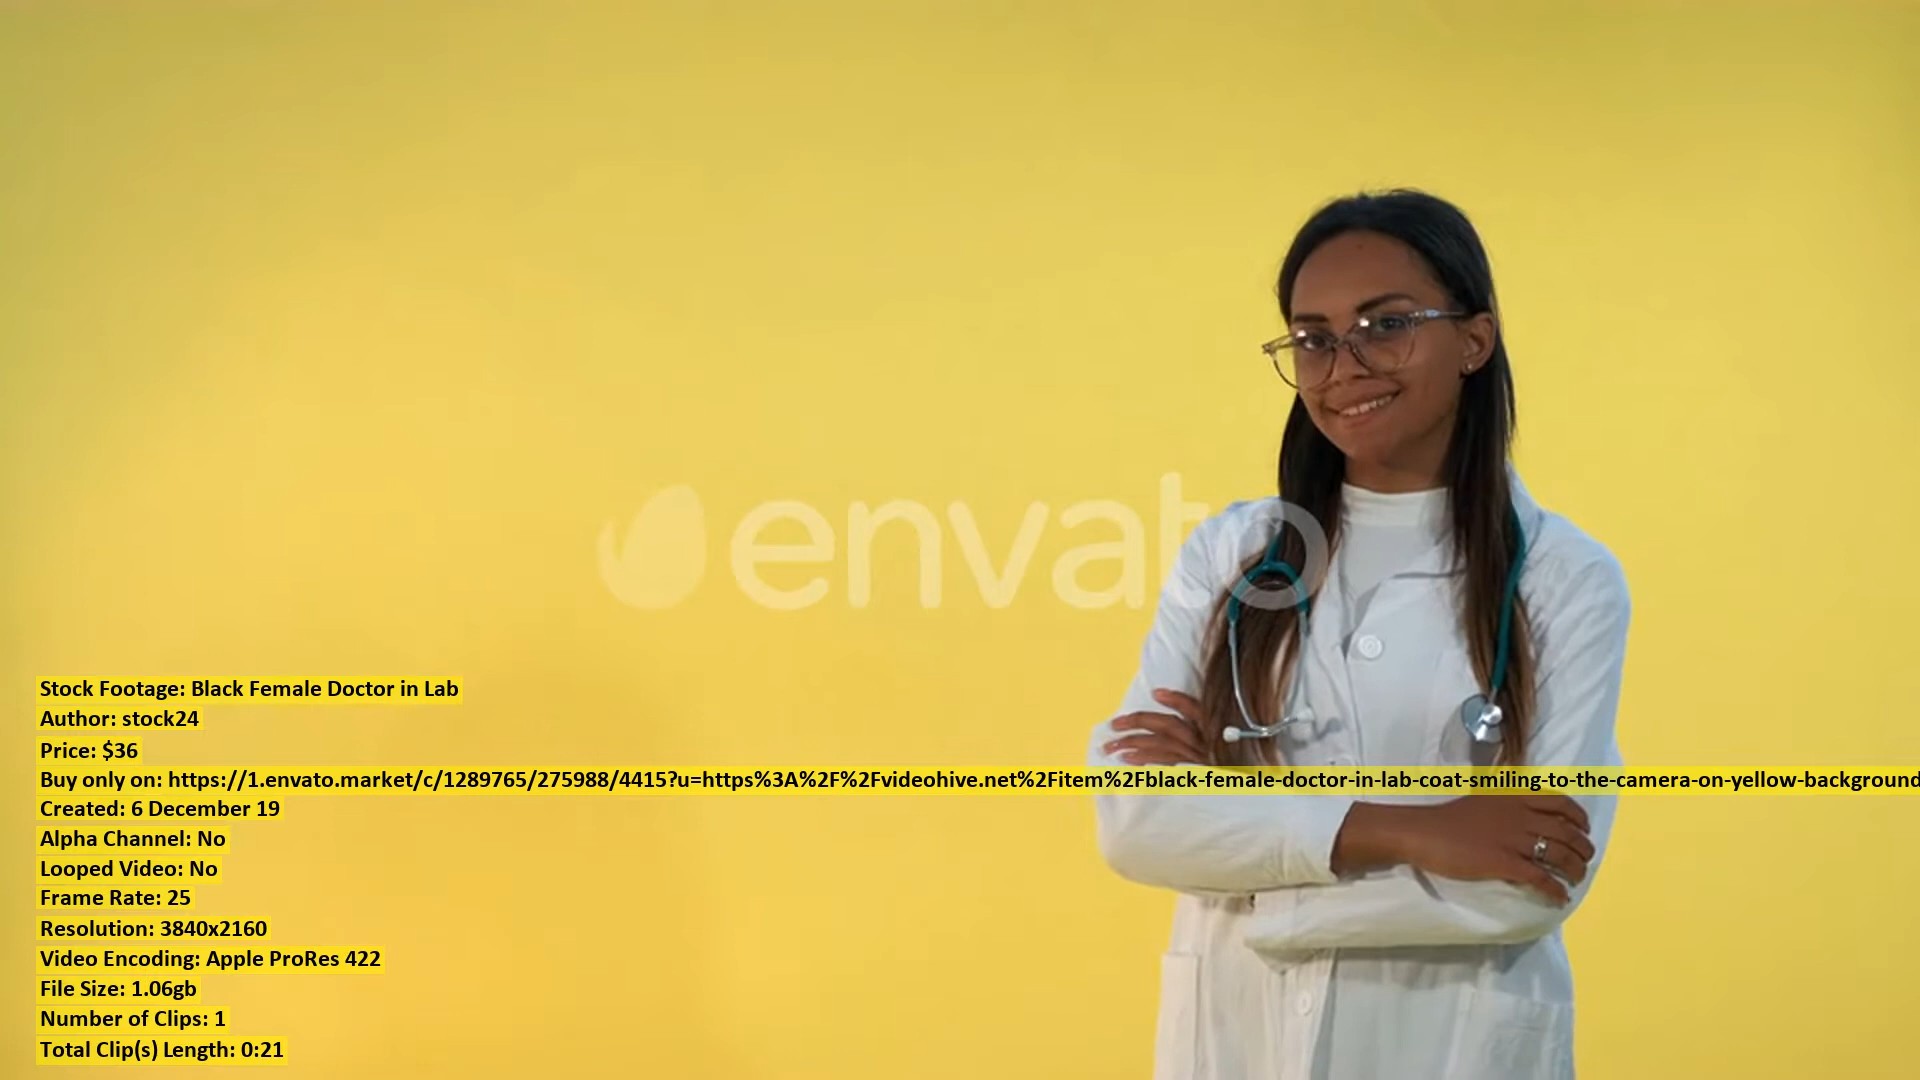 envato
Stock Footage: Black Female Doctor in Lab
Author: stock24
Price: $36
Buy only on: https://1.envato.market/c/1289765/275988/4415?u=https%3A%2F%2Fvideohive.net%2Fitem%2Fblack-female-doctor-in-lab-coat-smiling-to-the-camera-on-yellow-background
Created: 6 December 19
Alpha Channel: No
Looped Video: No
Frame Rate: 25
Resolution: 3840x2160
Video Encoding: Apple ProRes 422
File Size: 1.06gb
Number of Clips: 1
Total Clip(s) Length: 0:21